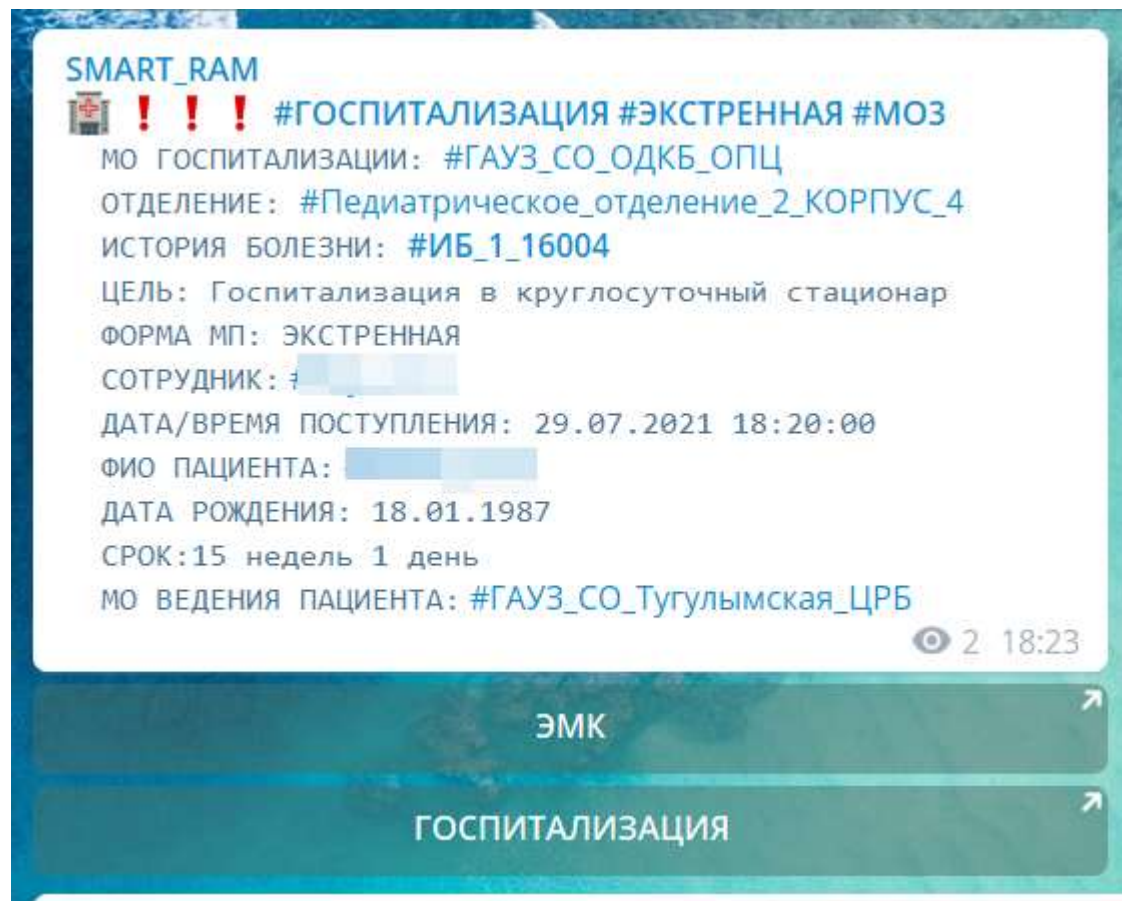 SMART_RAM
🏥❗❗❗ #ГОСПИТАЛИЗАЦИЯ #ЭКСТРЕННАЯ #МО3
МО ГОСПИТАЛИЗАЦИИ: #ГАУЗ_СО_ОДКБ_ОПЦ
ОТДЕЛЕНИЕ: #Педиатрическое_отделение_2_КОРПУС_4
ИСТОРИЯ БОЛЕЗНИ: #ИБ_1_16004
ЦЕЛЬ: Госпитализация в круглосуточный стационар
ФОРМА МП: ЭКСТРЕННАЯ
СОТРУДНИК: #
ДАТА/ВРЕМЯ ПОСТУПЛЕНИЯ: 29.07.2021 18:20:00
ФИО ПАЦИЕНТА:
ДАТА РОЖДЕНИЯ: 18.01.1987
СРОК:15 недель 1 день
МО ВЕДЕНИЯ ПАЦИЕНТА: #ГАУЗ_СО_Тугулымская_ЦРБ
2 18:23
ЭМК
ГОСПИТАЛИЗАЦИЯ